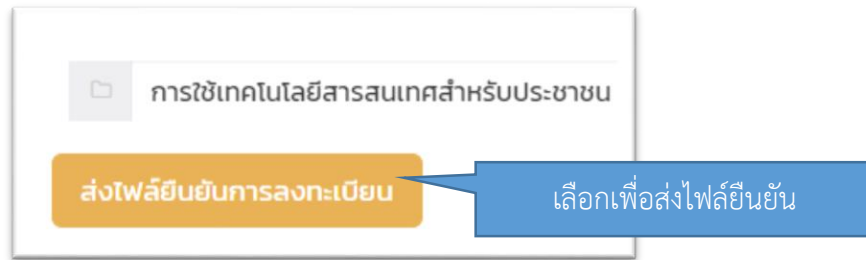 การใช้เทคโนโลยีสารสนเทศสำหรับประชาชน
ส่งไฟล์ยืนยันการลงทะเบียน
เลือกเพื่อส่งไฟล์ยืนยัน